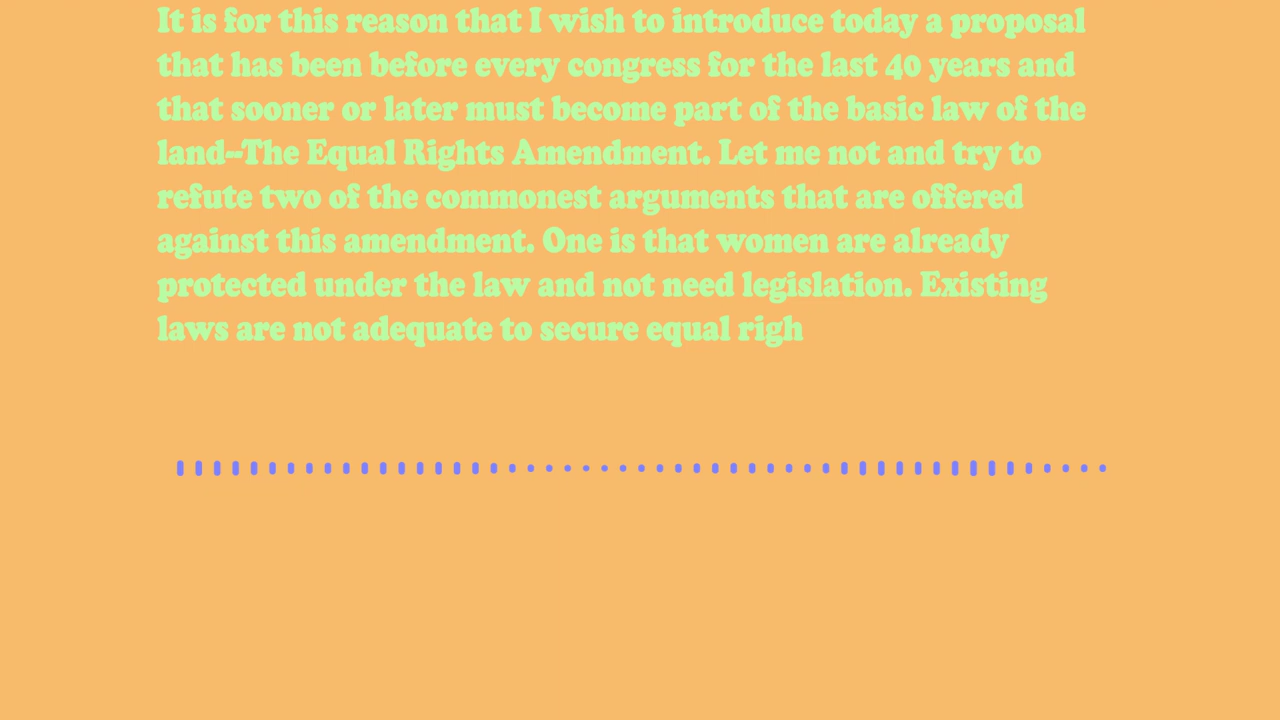 It is for this reason that I wish to introduce today a proposal
that has been before every congress for the last 40 years and
that sooner or later must become part of the basic law of the
land--The Equal Rights Amendment. Let me not and try to
refute two of the commonest arguments that are offered
against this amendment. One is that women are already
protected under the law and not need legislation. Existing
laws are not adequate to secure equal righ